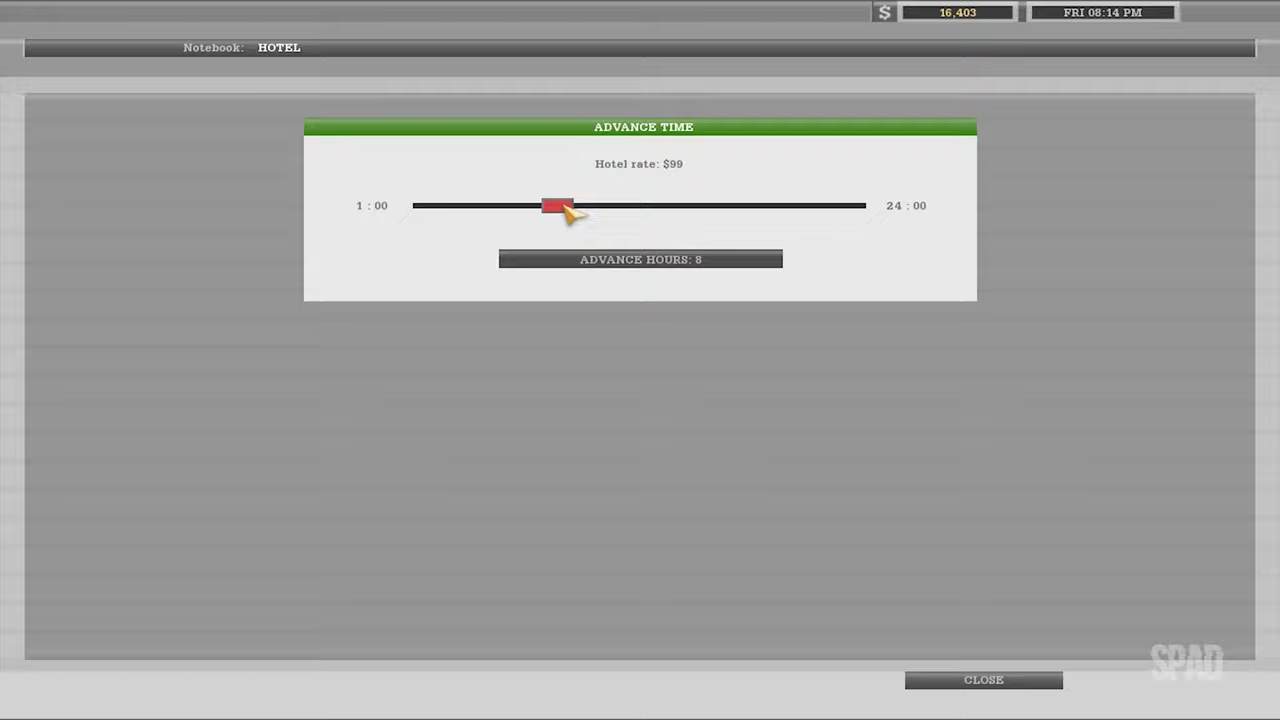 $ 16,403 FRI 08:14 PM
Notebook: HOTEL
ADVANCE TIME
Hotel rate: $99
1 : 00 24 : 00
ADVANCE HOURS: 8
SPAD
CLOSE